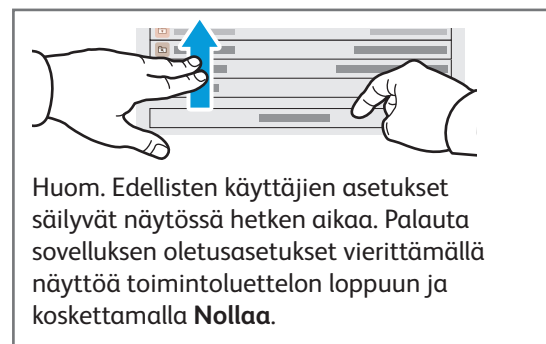 Huom. Edellisten käyttäjien asetukset
säilyvät näytössä hetken aikaa. Palauta
sovelluksen oletusasetukset vierittämällä
näyttöä toimintoluettelon loppuun ja
koskettamalla Nollaa.